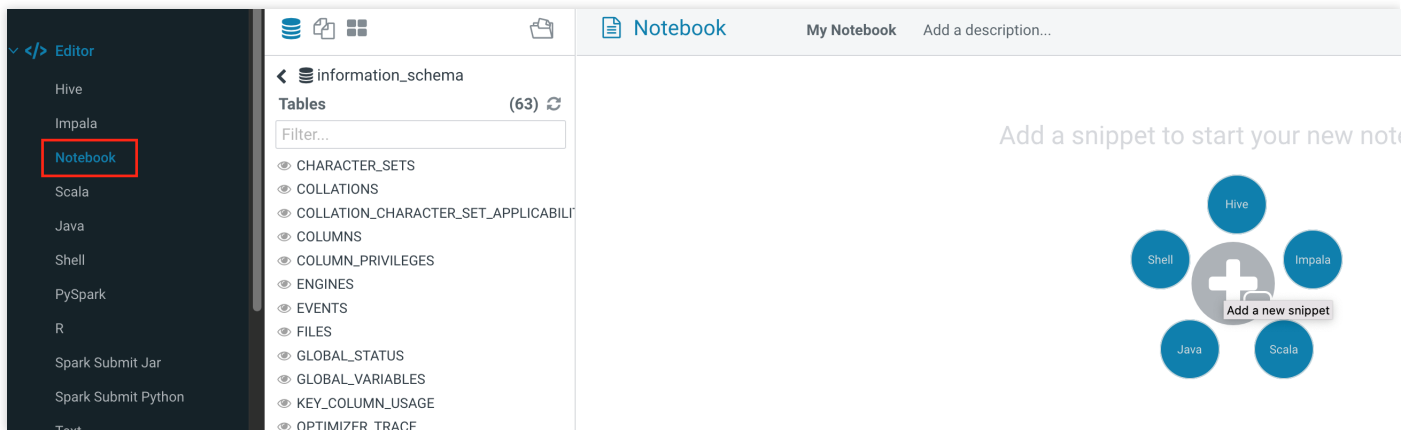 Editor
Hive
Impala
Notebook
Scala
Java
Shell
PySpark
R
Spark Submit Jar
Spark Submit Python
Text
information_schema
Tables (63)
Filter...
CHARACTER_SETS
COLLATIONS
COLLATION_CHARACTER_SET_APPLICABILIT
COLUMNS
COLUMN_PRIVILEGES
ENGINES
EVENTS
FILES
GLOBAL_STATUS
GLOBAL_VARIABLES
KEY_COLUMN_USAGE
OPTIMIZER_TRACE
Notebook My Notebook Add a description...
Add a snippet to start your new note
Hive
Shell
Impala
Add a new snippet
Java
Scala